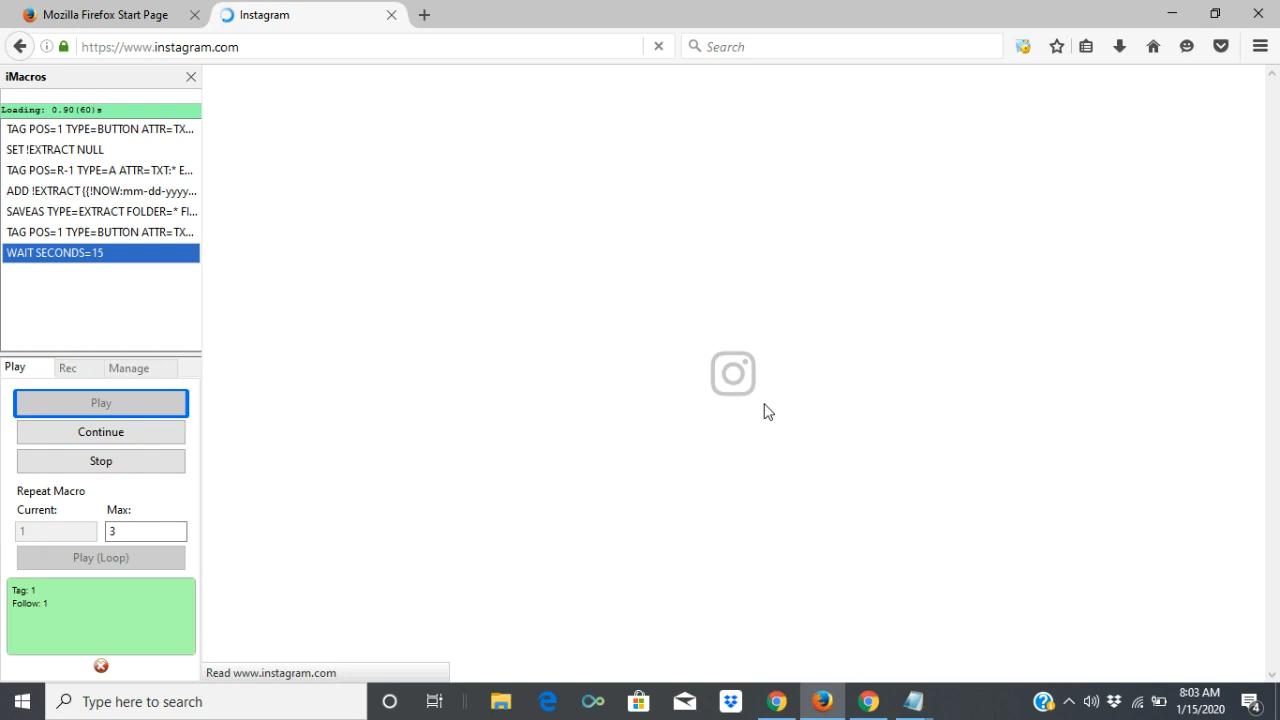 Mozilla Firefox Start Page
Instagram
https://www.instagram.com
Search
iMacros
Loading: 0.90(60)s
TAG POS=1 TYPE=BUTTON ATTR=TX...
SET !EXTRACT NULL
TAG POS=R-1 TYPE=A ATTR=TXT:* E...
ADD !EXTRACT {{!NOW:mm-dd-yyyy...
SAVEAS TYPE=EXTRACT FOLDER=* FI...
TAG POS=1 TYPE=BUTTON ATTR=TX...
WAIT SECONDS=15
Play Rec Manage
Play
Continue
Stop
Repeat Macro
Current: Max:
1 3
Play (Loop)
Tag: 1
Follow: 1
Read www.instagram.com
Type here to search
8:03 AM
1/15/2020
4